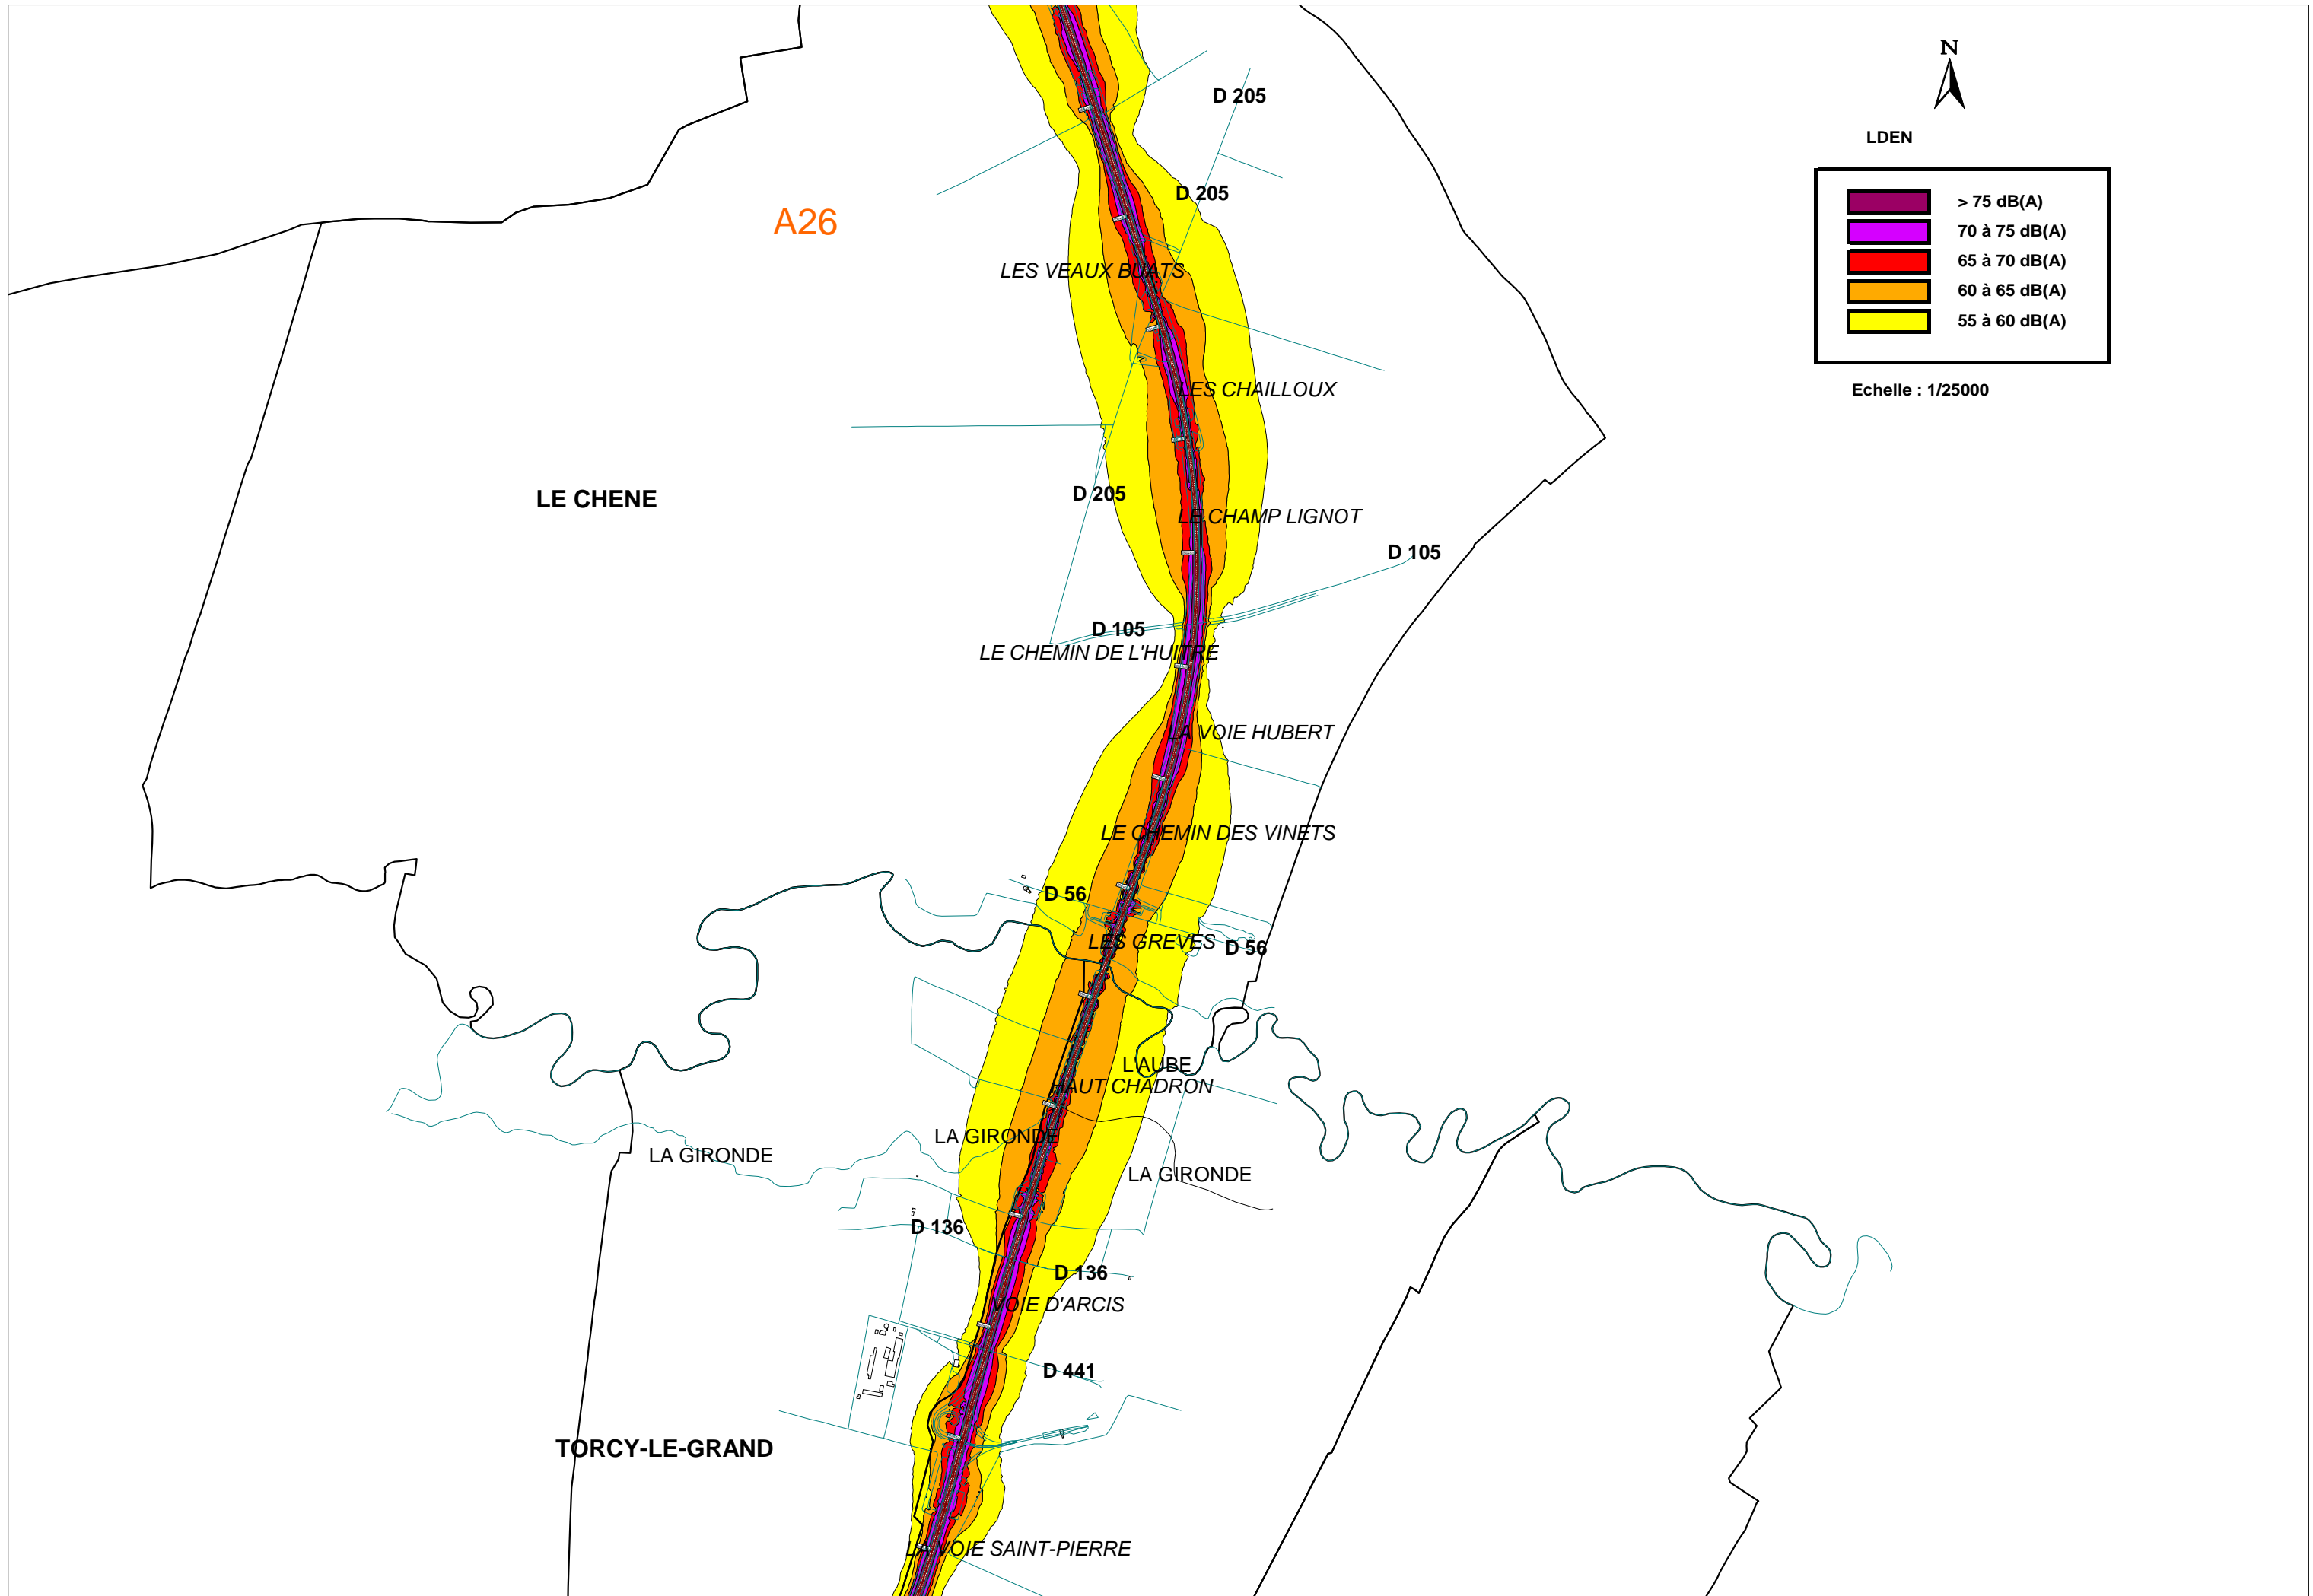 N
D 205
LDEN
D 205
> 75 dB(A)
A26
70 à 75 dB(A)
65 à 70 dB(A)
LES VEAUX BUATS
60 à 65 dB(A)
55 à 60 dB(A)
LES CHAILLOUX
Echelle : 1/25000
LE CHENE
D 205
LE CHAMP LIGNOT
D 105
D 105
LE CHEMIN DE L'HUITRE
LA VOIE HUBERT
LE CHEMIN DES VINETS
D 56
LES GREVES
D 56
L'AUBE
HAUT CHADRON
LA GIRONDE
LA GIRONDE
LA GIRONDE
D 136
D 136
VOIE D'ARCIS
D 441
TORCY-LE-GRAND
LA VOIE SAINT-PIERRE